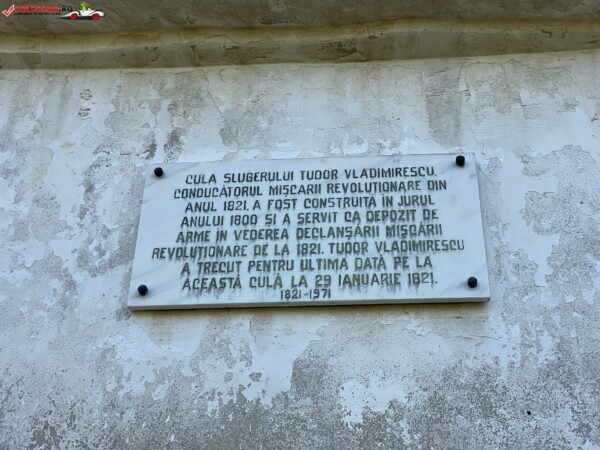 CULA SLUGERULUI TUDOR VLADIMIRESCU,
CONDUCĂTORUL MIȘCARII REVOLUȚIONARE DIN
ANUL 1821, A FOST CONSTRUITĂ ÎN JURUL
ANULUI 1800 ȘI A SERVIT CA DEPOZIT DE
ARME ÎN VEDEREA DECLANȘĂRII MIȘCĂRII
REVOLUȚIONARE DE LA 1821. TUDOR VLADIMIRESCU
A TRECUT PENTRU ULTIMA DATĂ PE LA
ACEASTĂ CULĂ LA 29 IANUARIE 1821.
1821-1971